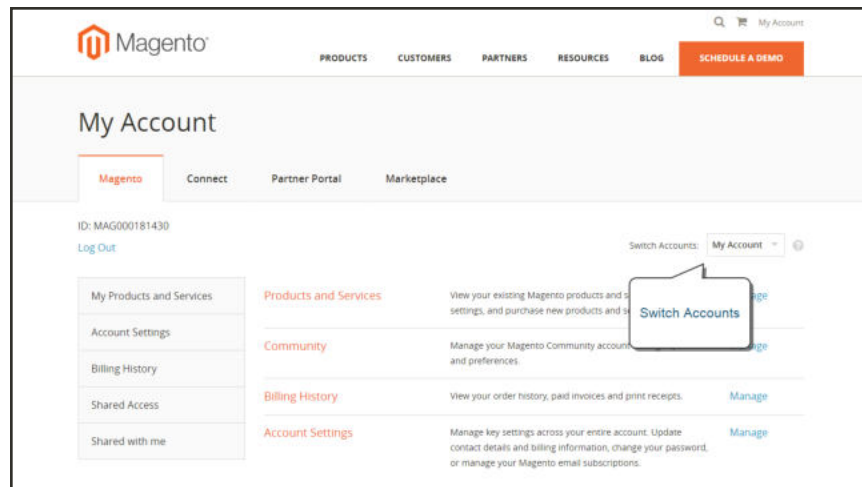 My Account
Magento
PRODUCTS CUSTOMERS PARTNERS RESOURCES BLOG SCHEDULE A DEMO
My Account
Magento Connect Partner Portal Marketplace
ID: MAG000181430
Log Out
Switch Accounts: My Account
My Products and Services
Account Settings
Billing History
Shared Access
Shared with me
Products and Services
View your existing Magento products and
settings, and purchase new products and
Switch Accounts
Community
Manage your Magento Community account
and preferences.
Billing History
View your order history, paid invoices and print receipts.
Manage
Account Settings
Manage key settings across your entire account. Update
contact details and billing information, change your password,
or manage your Magento email subscriptions.
Manage